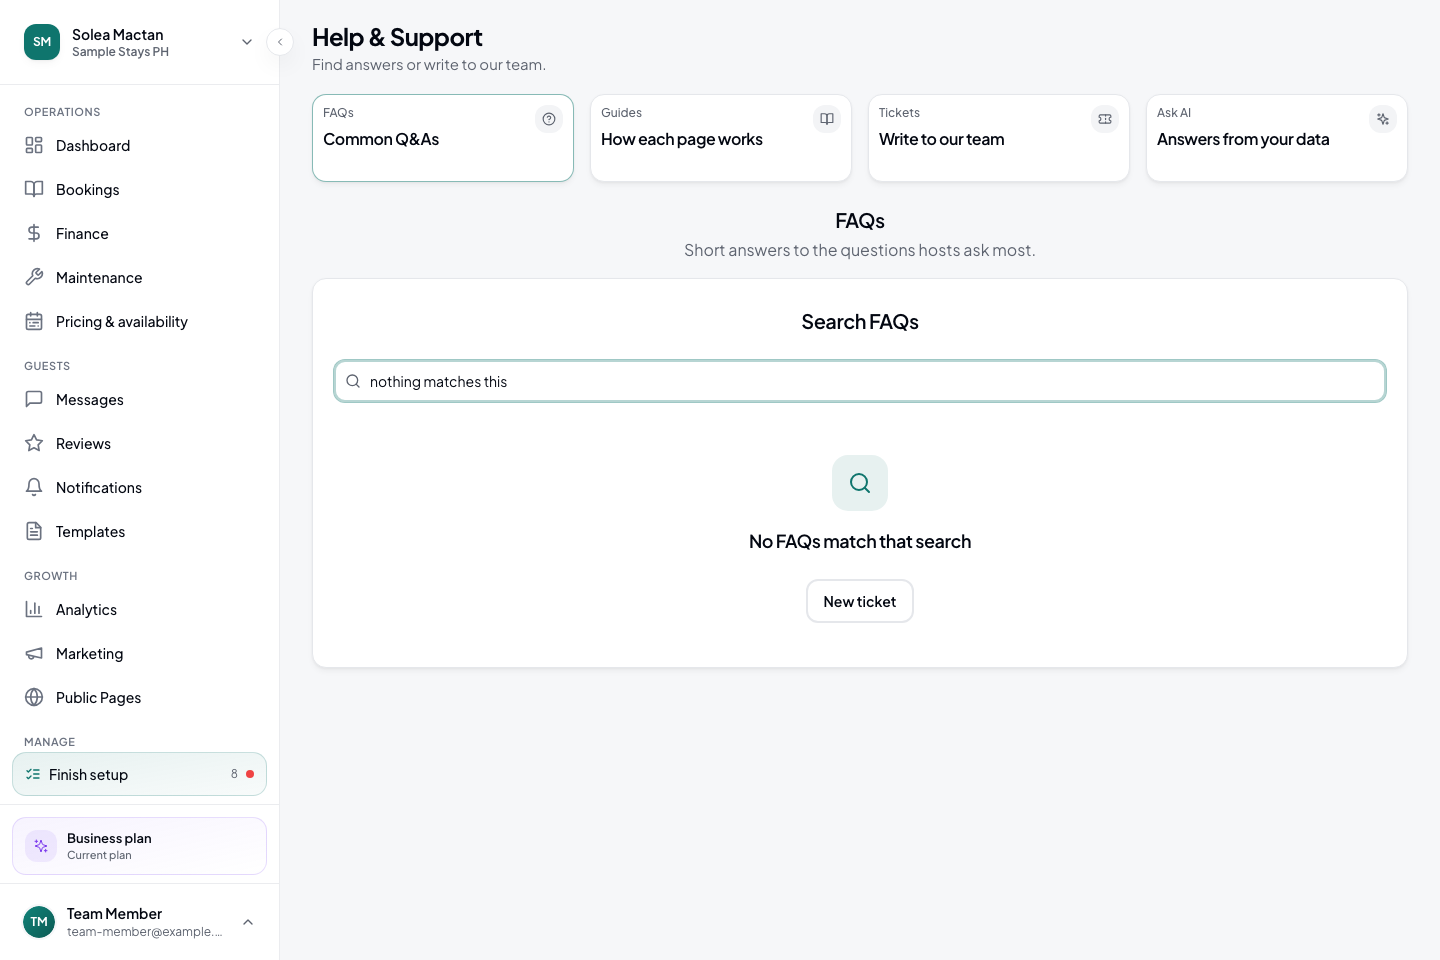 SM
Solea Mactan
Sample Stays PH
OPERATIONS
Dashboard
Bookings
Finance
Maintenance
Pricing & availability
GUESTS
Messages
Reviews
Notifications
Templates
GROWTH
Analytics
Marketing
Public Pages
MANAGE
Finish setup 8
Business plan
Current plan
TM
Team Member
team-member@example....
Help & Support
Find answers or write to our team.
FAQs
Common Q&As
Guides
How each page works
Tickets
Write to our team
Ask AI
Answers from your data
FAQs
Short answers to the questions hosts ask most.
Search FAQs
nothing matches this
No FAQs match that search
New ticket